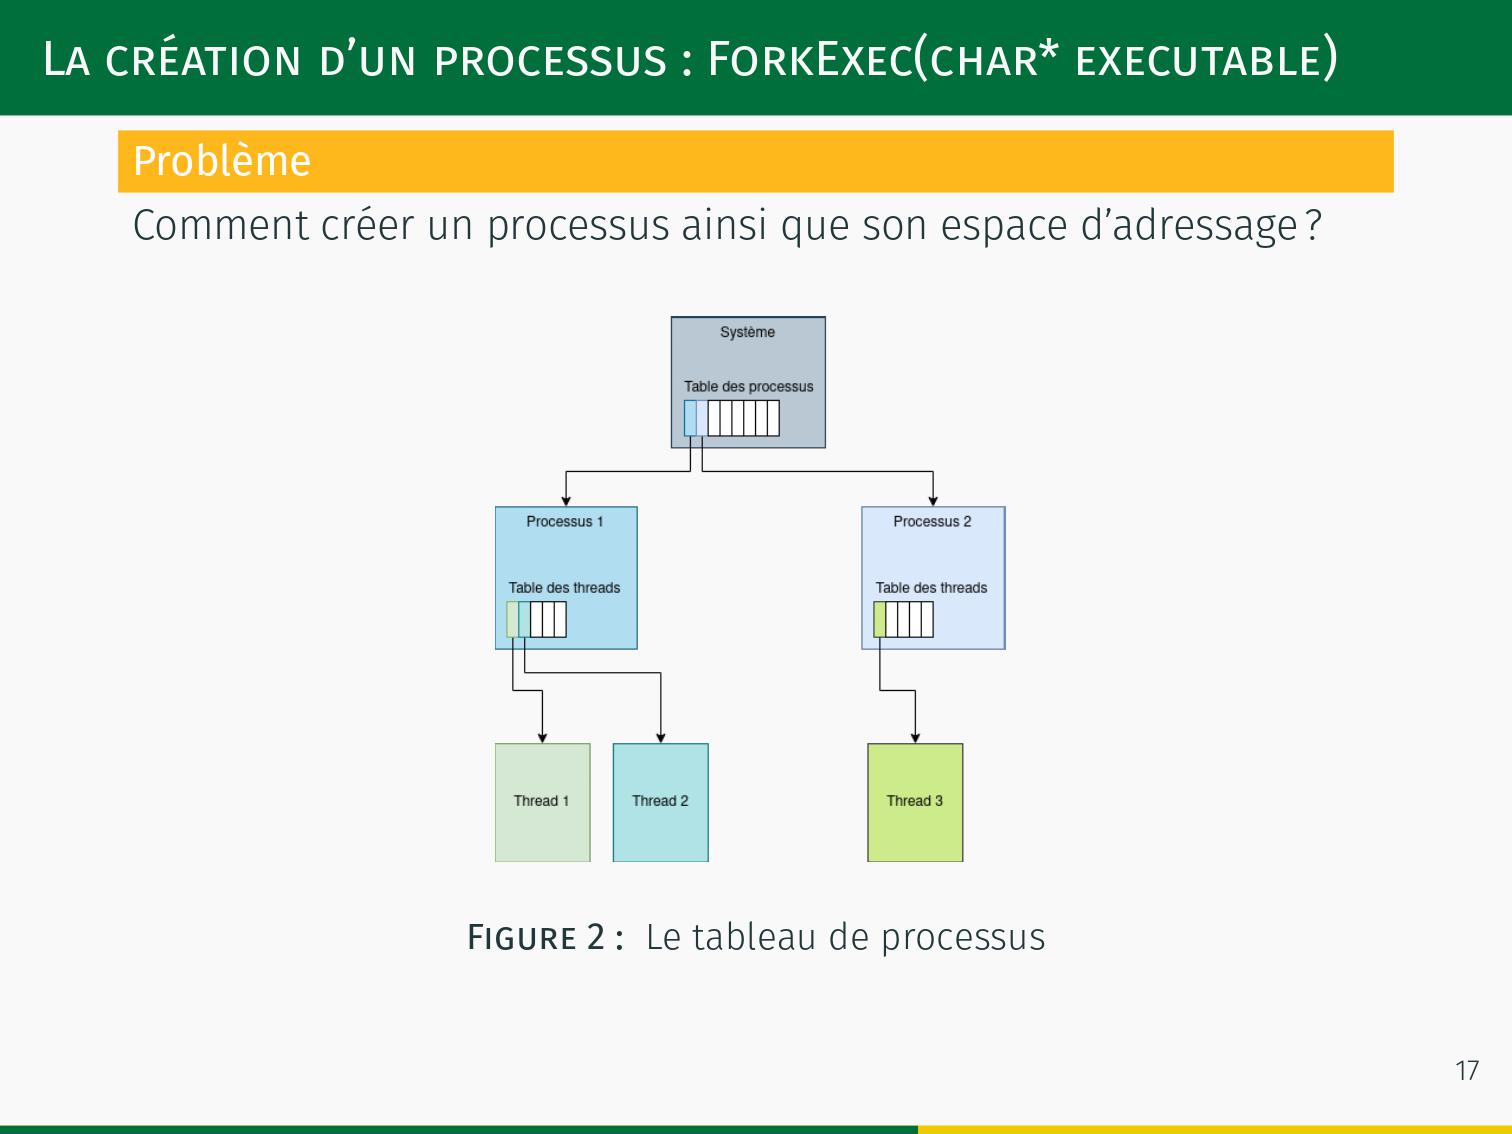 La création d’un processus : ForkExec(char* executable)
Problème
Comment créer un processus ainsi que son espace d’adressage ?
Système
Table des processus
Processus 1
Processus 2
Table des threads
Table des threads
Thread 1
Thread 2
Thread 3
Figure 2 : Le tableau de processus
17